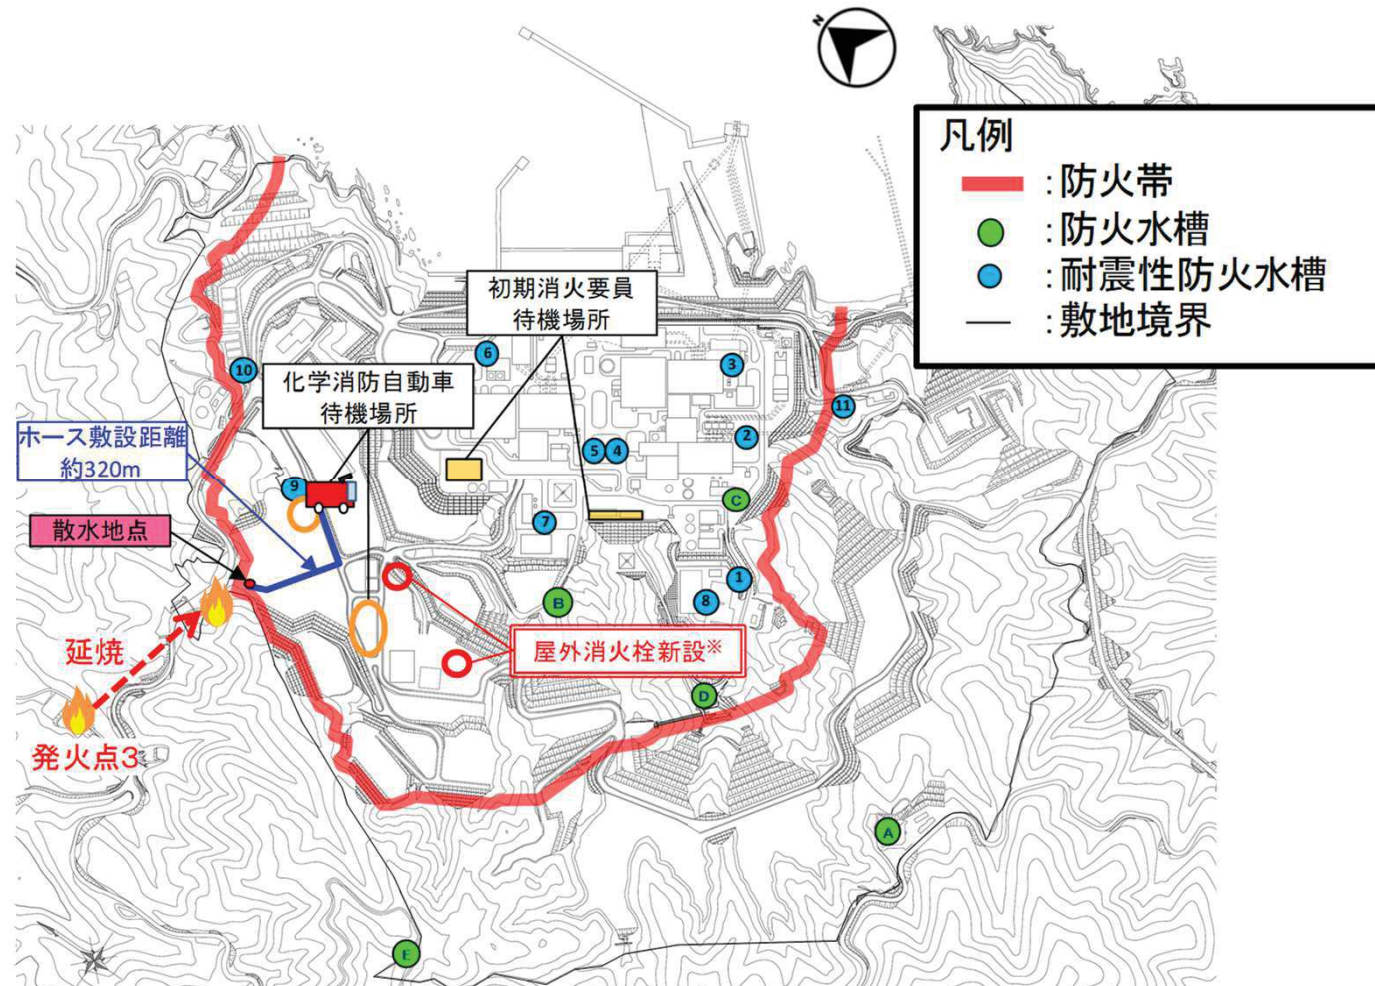 N
凡例
:防火帯
:防火水槽
:耐震性防火水槽
:敷地境界
初期消火要員
待機場所
化学消防自動車
待機場所
ホース敷設距離
約320m
散水地点
延焼
発火点3
屋外消火栓新設※
6
3
10
11
2
5
4
9
C
7
1
B
8
D
A
E